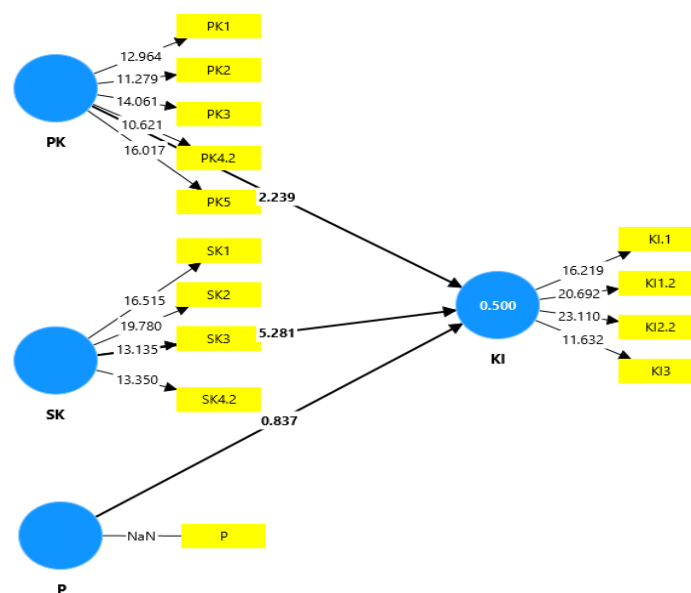 PK1
12.964
PK2
11.279
14.061
PK3
10.621
PK
16.017
PK4.2
PK5
2.239
SK1
16.515
SK2
19.780
SK3
5.281
13.135
13.350
SK4.2
SK
0.837
NaN
P
P
KI.1
16.219
KI1.2
20.692
0.500
23.110
KI2.2
11.632
KI
KI3